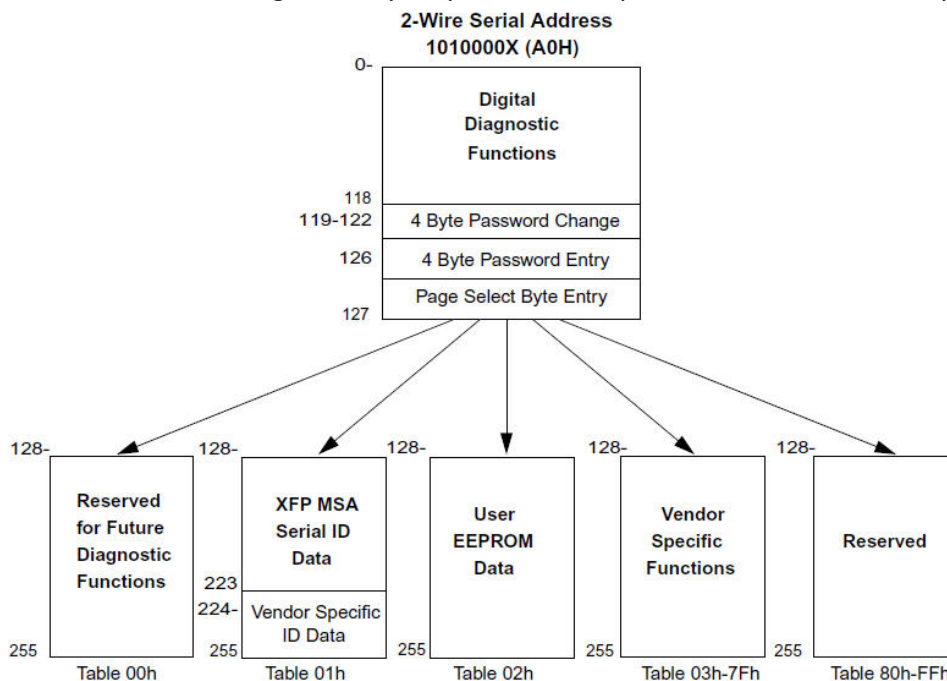 2-Wire Serial Address
1010000X (A0H)
0-
Digital
Diagnostic
Functions
118
119-122
4 Byte Password Change
126
4 Byte Password Entry
Page Select Byte Entry
127
128-
Reserved
for Future
Diagnostic
Functions
255
Table 00h
128-
XFP MSA
Serial ID
Data
223
224-
Vendor Specific
ID Data
255
Table 01h
128-
User
EEPROM
Data
255
Table 02h
128-
Vendor
Specific
Functions
255
Table 03h-7Fh
128-
Reserved
255
Table 80h-FFh